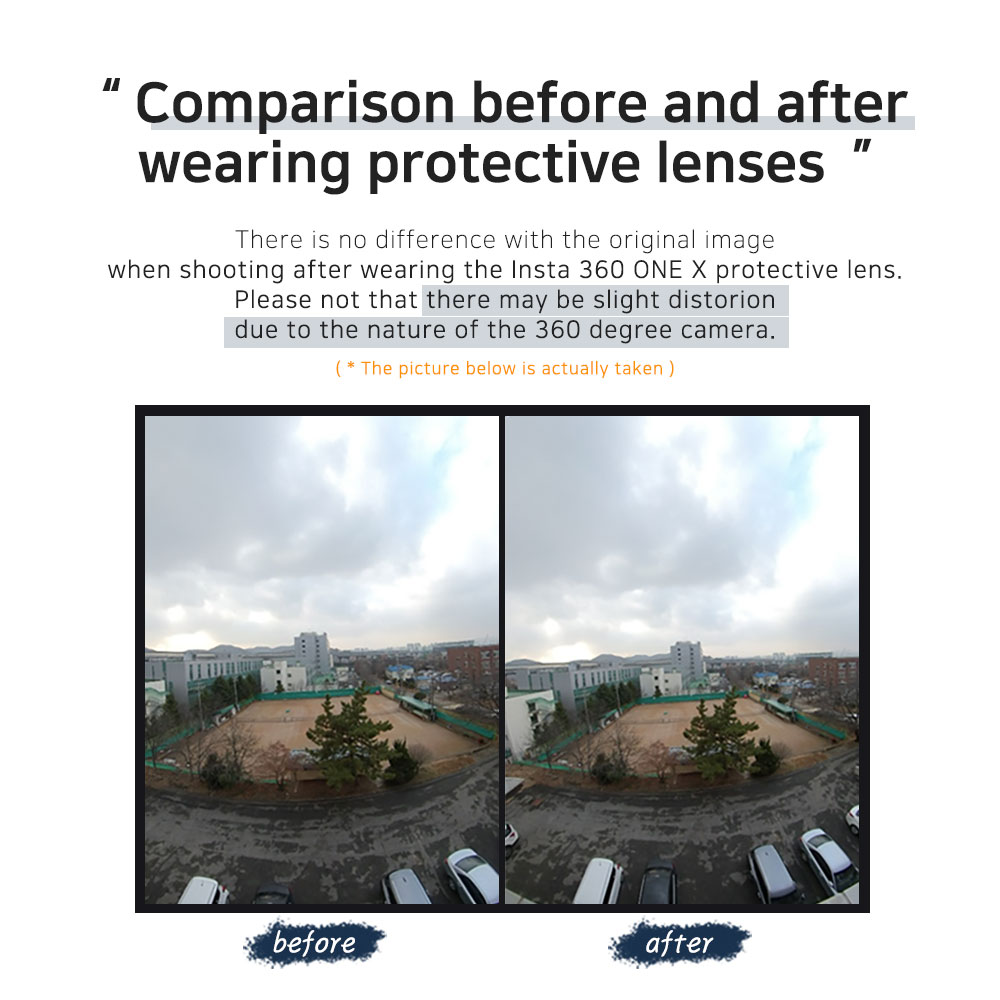 “ Comparison before and after
wearing protective lenses ”
There is no difference with the original image
when shooting after wearing the Insta 360 ONE X protective lens.
Please not that there may be slight distorion
due to the nature of the 360 degree camera.
( * The picture below is actually taken )
before
after